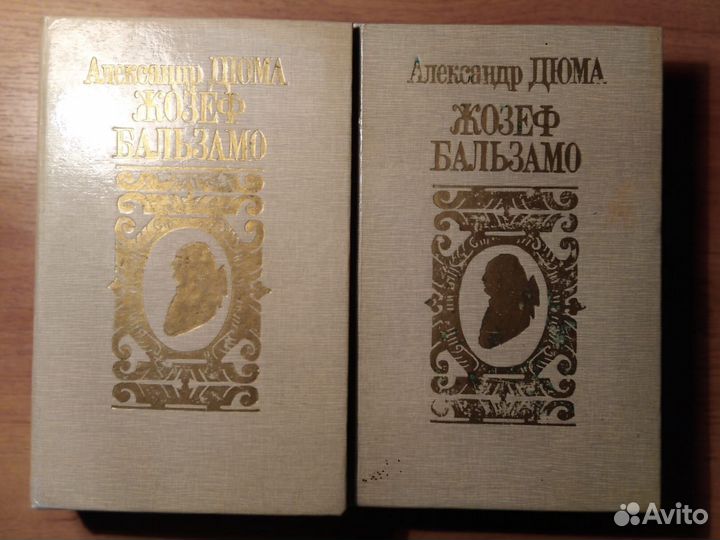 Александр ДЮМА
ЖОЗЕФ
БАЛЬЗАМО
Александр ДЮМА
ЖОЗЕФ
БАЛЬЗАМО
Avito